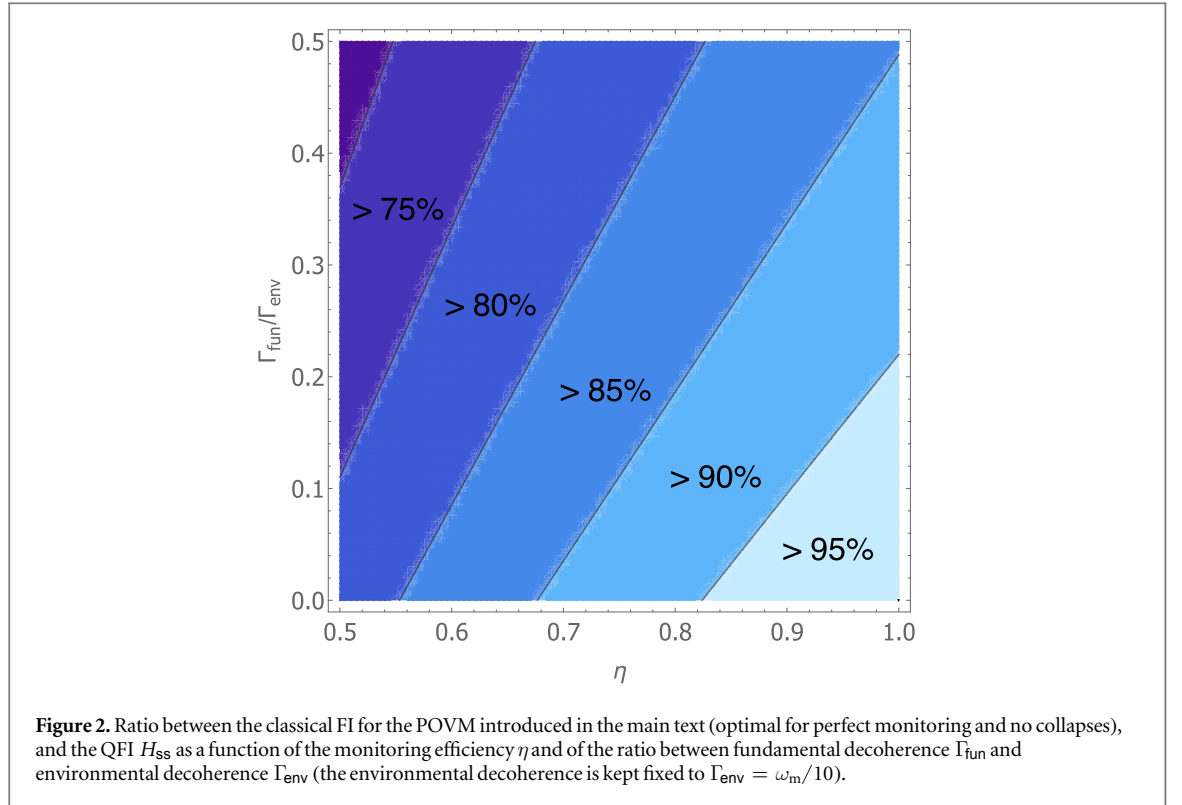 0.5
0.4
0.3
0.2
0.1
0.0
Γfun/Γenv
> 75%
> 80%
> 85%
> 90%
> 95%
0.5 0.6 0.7 0.8 0.9 1.0
η
Figure 2. Ratio between the classical FI for the POVM introduced in the main text (optimal for perfect monitoring and no collapses),
and the QFI Hss as a function of the monitoring efficiency η and of the ratio between fundamental decoherence Γfun and
environmental decoherence Γenv (the environmental decoherence is kept fixed to Γenv = ωm/10).